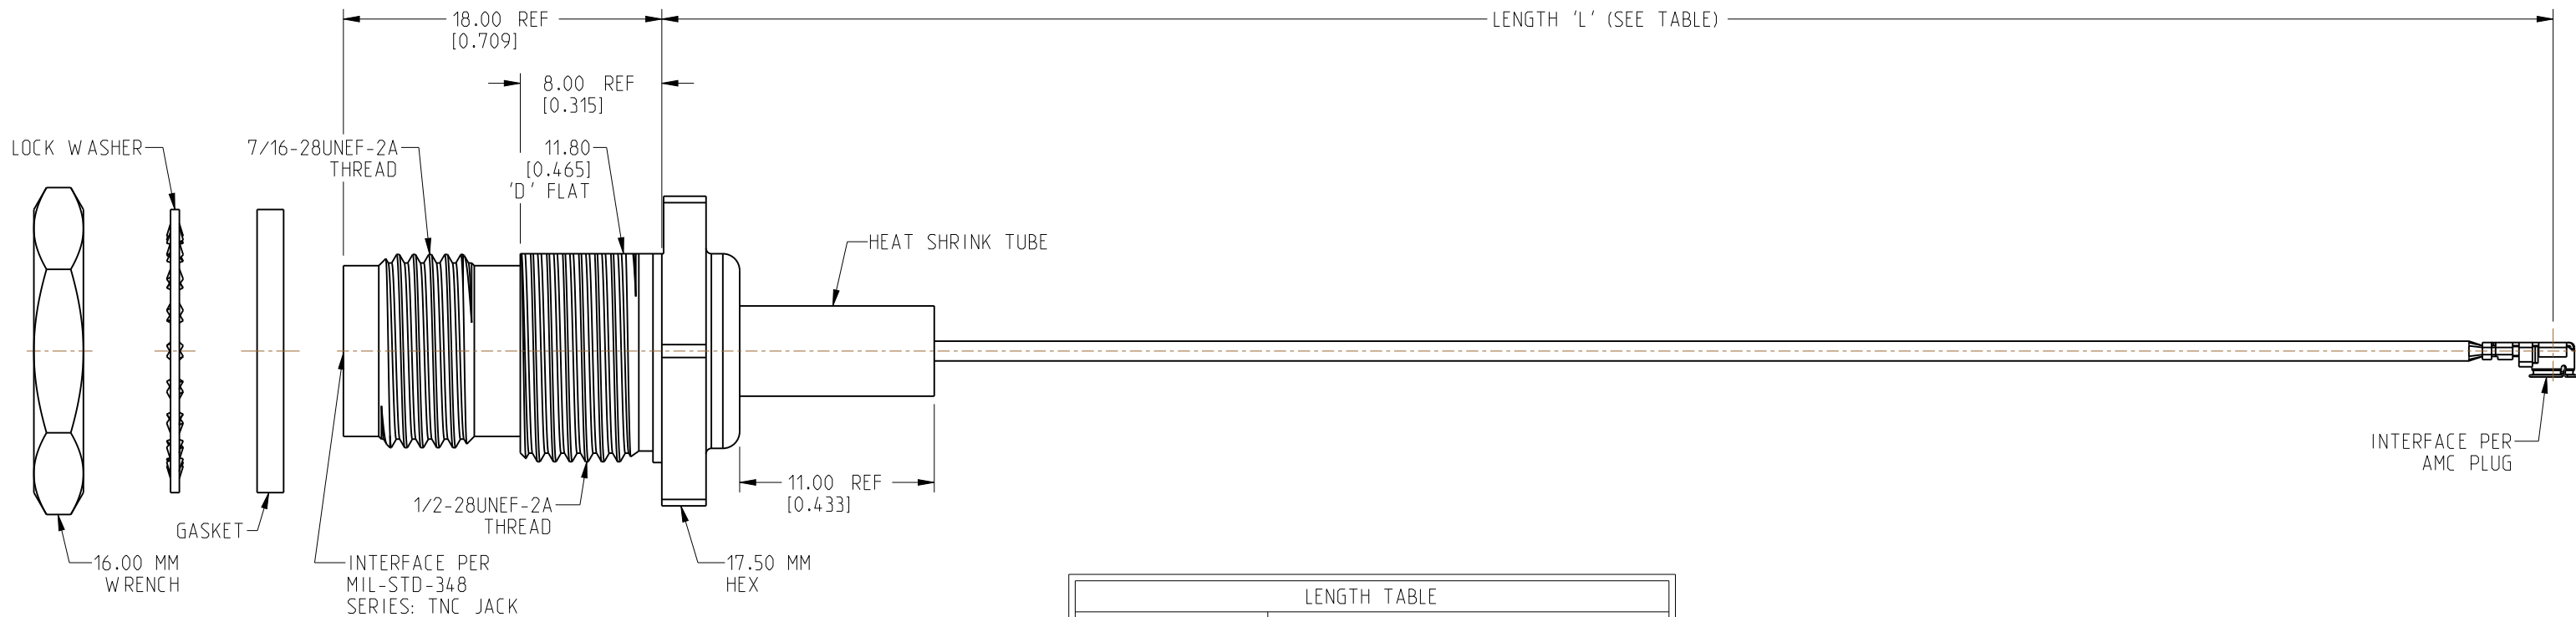 18.00 REF
[0.709]
LENGTH 'L' (SEE TABLE)
8.00 REF
[0.315]
LOCK WASHER
7/16-28UNEF-2A
THREAD
11.80
[0.465]
'D' FLAT
HEAT SHRINK TUBE
INTERFACE PER
AMC PLUG
11.00 REF
[0.433]
1/2-28UNEF-2A
THREAD
GASKET
16.00 MM
WRENCH
INTERFACE PER
MIL-STD-348
SERIES: TNC JACK
17.50 MM
HEX
LENGTH TABLE